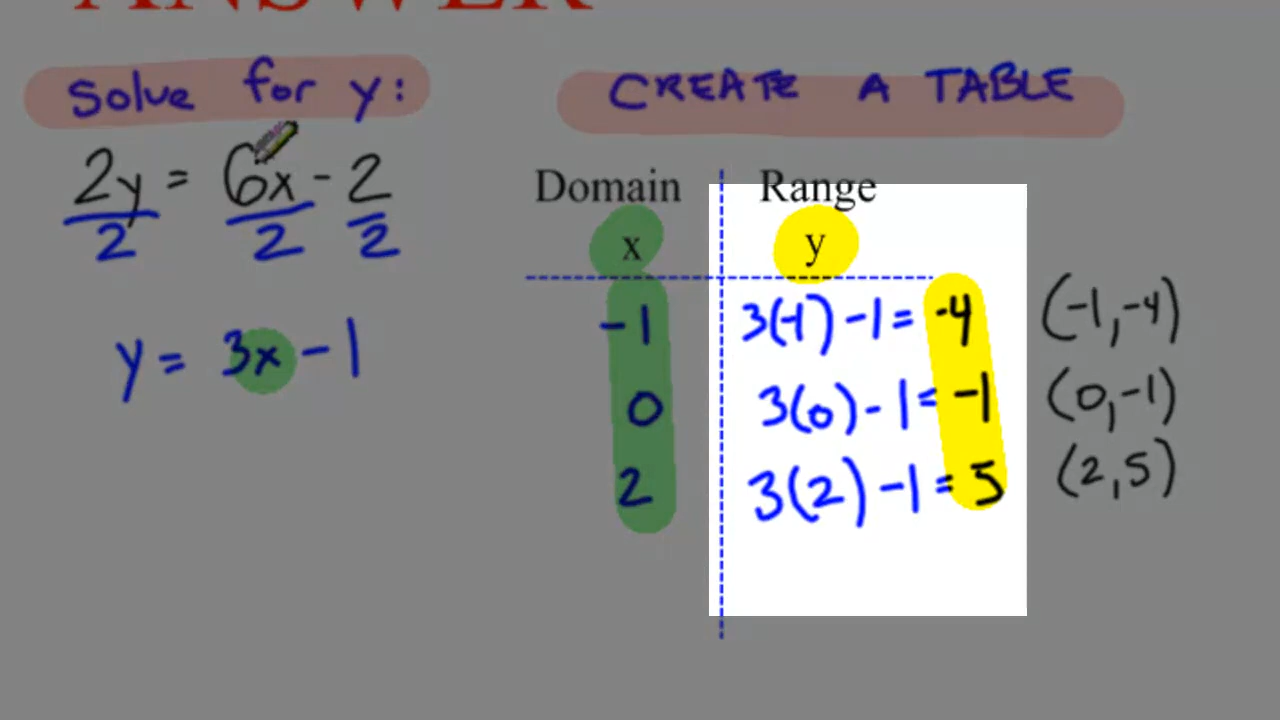 ANSWER
Solve for y:
2y = 6x - 2
2 2 2
y = 3x - 1
CREATE A TABLE
Domain Range
x y
-1 3(-1) -1 = -4 (-1,-4)
0 3(0) - 1 = -1 (0,-1)
2 3(2) -1 = 5 (2,5)